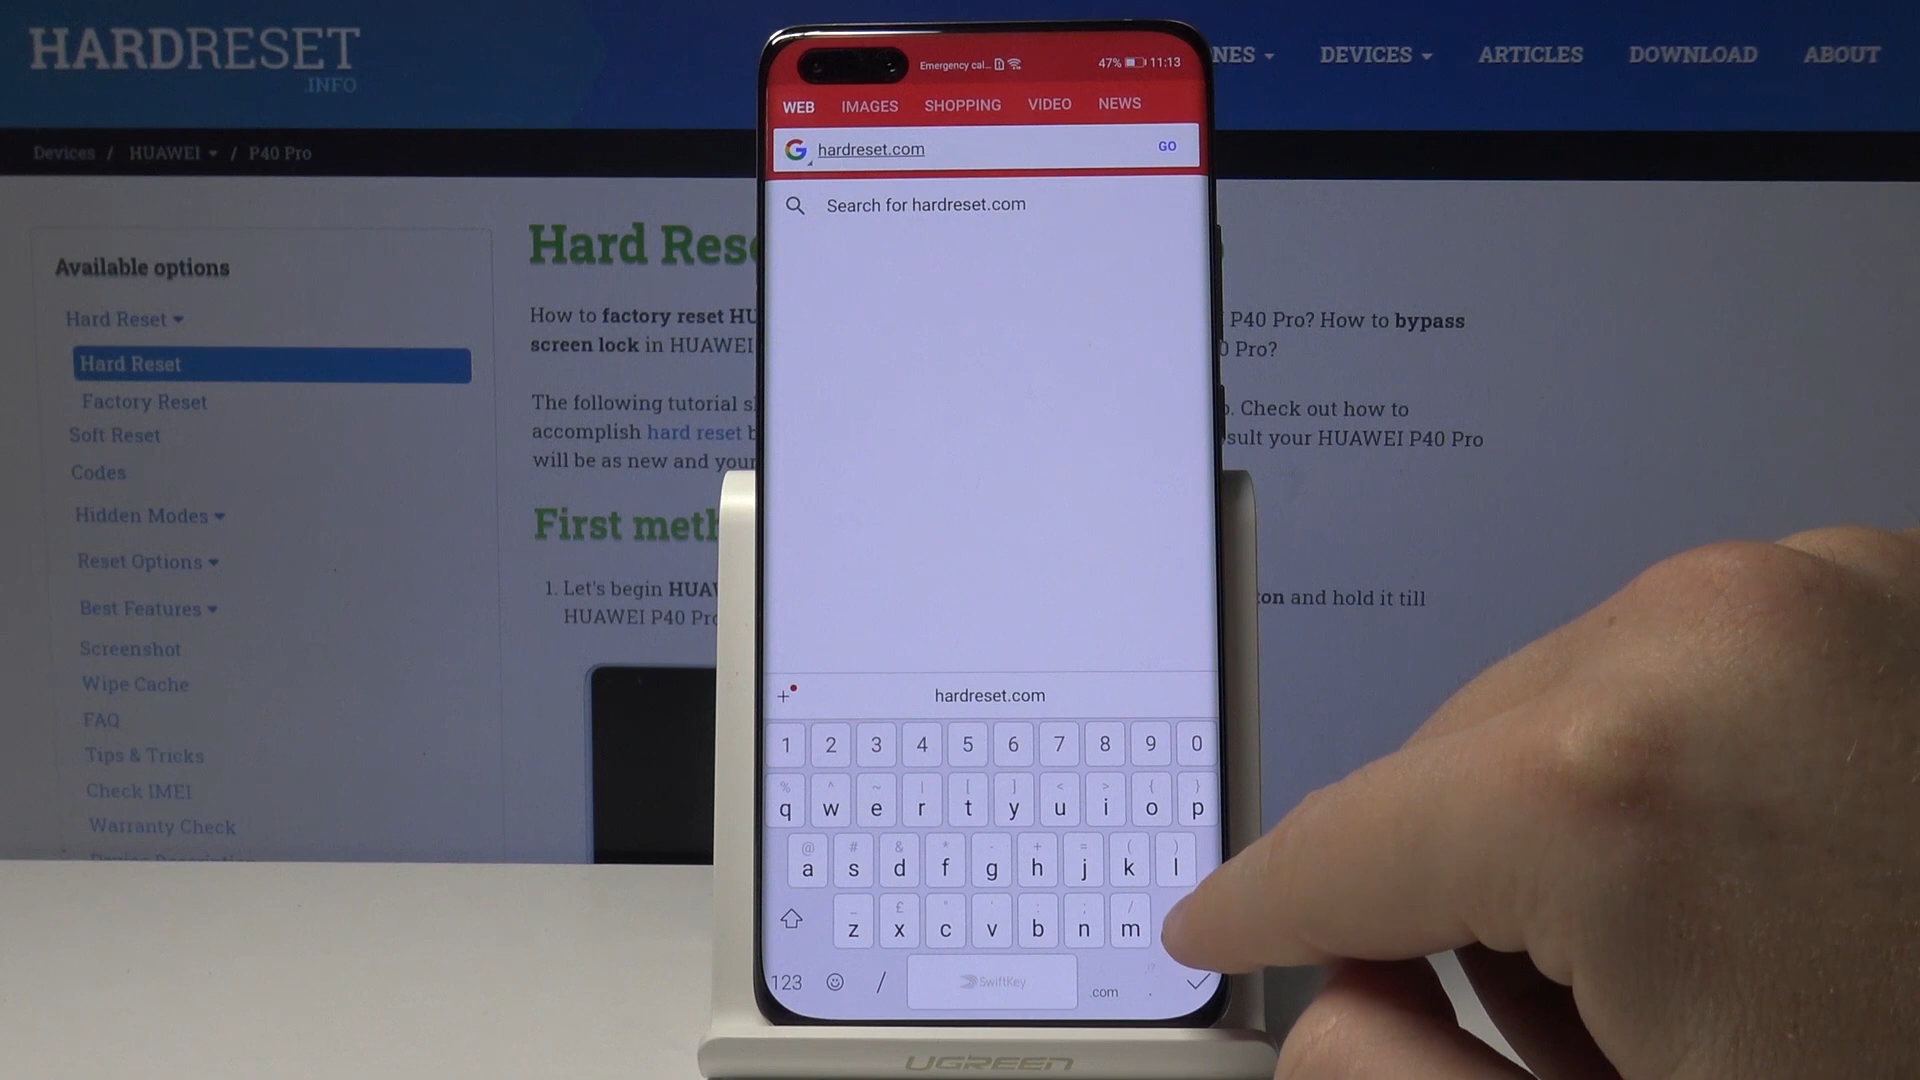 HARDRESET
.INFO
NES
DEVICES
ARTICLES
DOWNLOAD
ABOUT
Devices / HUAWEI / P40 Pro
Available options
Hard Reset
Hard Reset
Factory Reset
Soft Reset
Codes
Hidden Modes
Reset Options
Best Features
Screenshot
Wipe Cache
FAQ
Tips & Tricks
Check IMEI
Warranty Check
Hard Res
How to factory reset HU
screen lock in HUAWEI
The following tutorial s
accomplish hard reset b
will be as new and your
First meth
1. Let's begin HUA
HUAWEI P40 Pro
P40 Pro? How to bypass
Pro?
. Check out how to
sult your HUAWEI P40 Pro
on and hold it till
Emergency cal...
47% 11:13
WEB IMAGES SHOPPING VIDEO NEWS
G hardreset.com GO
Search for hardreset.com
+ hardreset.com
1 2 3 4 5 6 7 8 9 0
% ^ ~ | [ ] < > { }
q w e r t y u i o p
@ # & * - + = ( )
a s d f g h j k l
_ £ " ' : ; /
z x c v b n m
123 / SwiftKey .com . !?
UGREEN